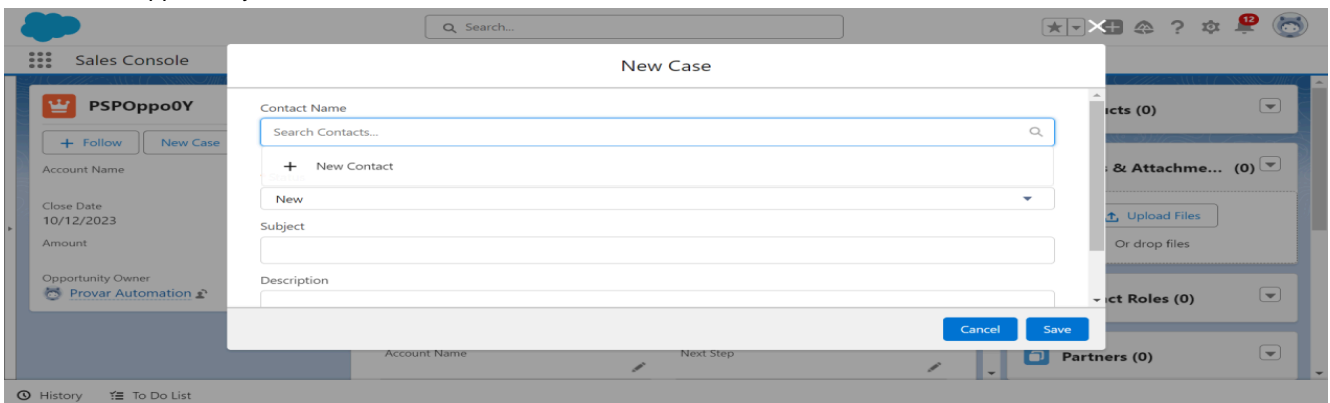 Search...
12
Sales Console
New Case
PSPOppo0Y
Contact Name
ucts (0)
Search Contacts...
+ Follow
New Case
+ New Contact
Account Name
& Attachme... (0)
New
Close Date
10/12/2023
Upload Files
Subject
Amount
Or drop files
Opportunity Owner
Description
Provar Automation
ct Roles (0)
Cancel
Save
Account Name
Next Step
Partners (0)
History
To Do List